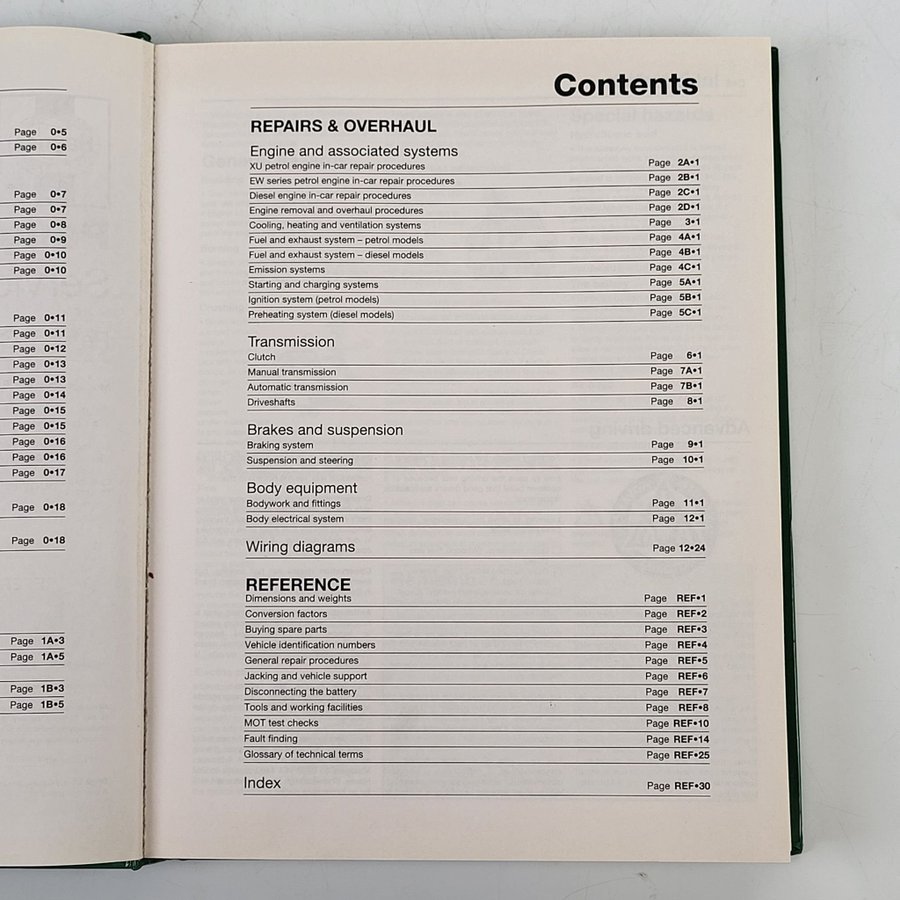 Page 0•5
Page 0•6
Page 0•7
Page 0•7
Page 0•8
Page 0•9
Page 0•10
Page 0•10
Page 0•11
Page 0•11
Page 0•12
Page 0•13
Page 0•13
Page 0•14
Page 0•15
Page 0•15
Page 0•16
Page 0•16
Page 0•17
Page 0•18
Page 0•18
Page 1A•3
Page 1A•5
Page 1B•3
Page 1B•5
Contents
REPAIRS & OVERHAUL
Engine and associated systems
XU petrol engine in-car repair procedures Page 2A•1
EW series petrol engine in-car repair procedures Page 2B•1
Diesel engine in-car repair procedures Page 2C•1
Engine removal and overhaul procedures Page 2D•1
Cooling, heating and ventilation systems Page 3•1
Fuel and exhaust system – petrol models Page 4A•1
Fuel and exhaust system – diesel models Page 4B•1
Emission systems Page 4C•1
Starting and charging systems Page 5A•1
Ignition system (petrol models) Page 5B•1
Preheating system (diesel models) Page 5C•1
Transmission
Clutch Page 6•1
Manual transmission Page 7A•1
Automatic transmission Page 7B•1
Driveshafts Page 8•1
Brakes and suspension
Braking system Page 9•1
Suspension and steering Page 10•1
Body equipment
Bodywork and fittings Page 11•1
Body electrical system Page 12•1
Wiring diagrams Page 12•24
REFERENCE
Dimensions and weights Page REF•1
Conversion factors Page REF•2
Buying spare parts Page REF•3
Vehicle identification numbers Page REF•4
General repair procedures Page REF•5
Jacking and vehicle support Page REF•6
Disconnecting the battery Page REF•7
Tools and working facilities Page REF•8
MOT test checks Page REF•10
Fault finding Page REF•14
Glossary of technical terms Page REF•25
Index Page REF•30